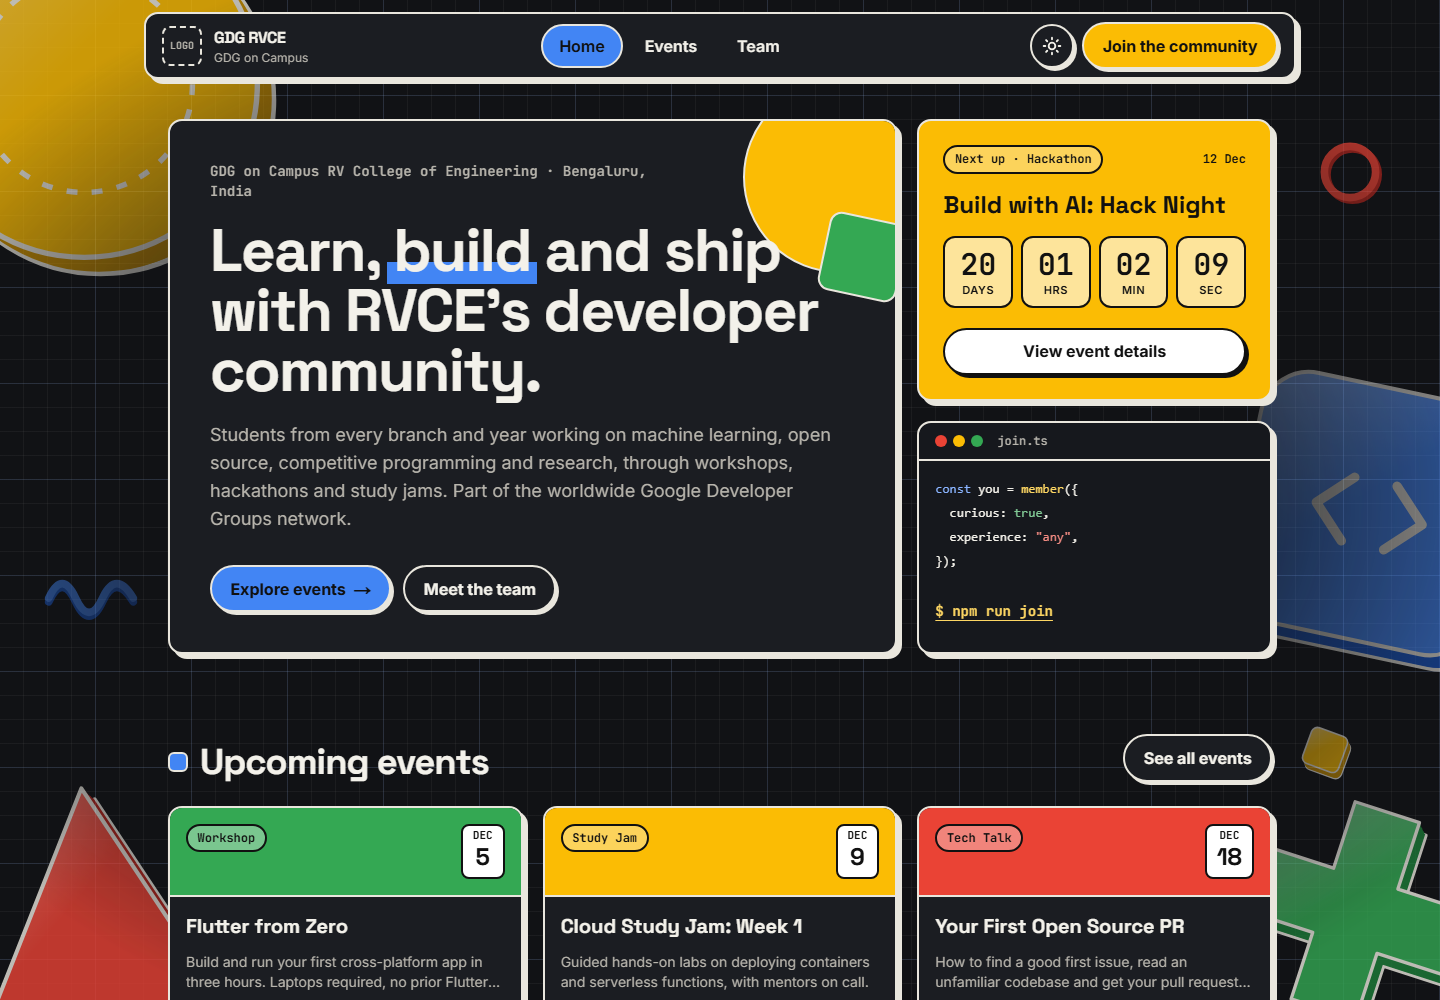 LOGO
GDG RVCE
GDG on Campus
Home
Events
Team
Join the community
GDG on Campus RV College of Engineering · Bengaluru,
India
Learn, build and ship
with RVCE's developer
community.
Students from every branch and year working on machine learning, open
source, competitive programming and research, through workshops,
hackathons and study jams. Part of the worldwide Google Developer
Groups network.
Explore events →
Meet the team
Next up · Hackathon
12 Dec
Build with AI: Hack Night
20 01 02 09
DAYS HRS MIN SEC
View event details
join.ts
const you = member({
curious: true,
experience: "any",
});
$ npm run join
Upcoming events
See all events
Workshop
DEC
5
Flutter from Zero
Build and run your first cross-platform app in
three hours. Laptops required, no prior Flutter...
Study Jam
DEC
9
Cloud Study Jam: Week 1
Guided hands-on labs on deploying containers
and serverless functions, with mentors on call.
Tech Talk
DEC
18
Your First Open Source PR
How to find a good first issue, read an
unfamiliar codebase and get your pull request...